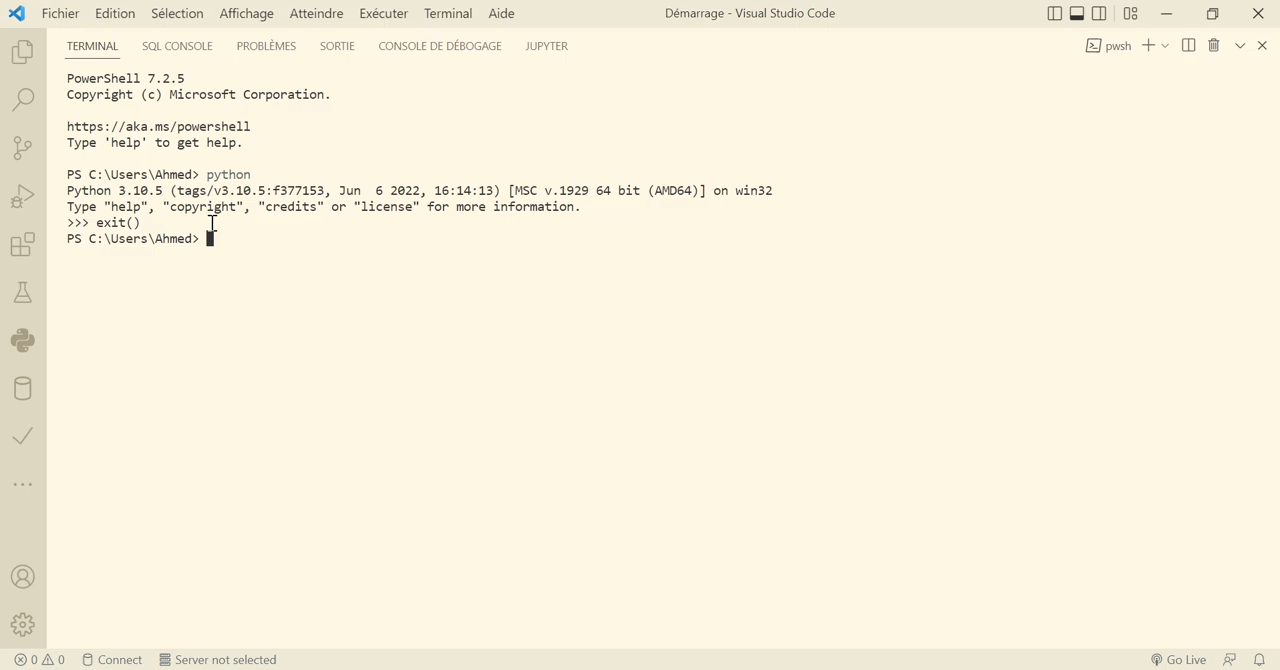 Fichier Edition Sélection Affichage Atteindre Exécuter Terminal Aide Démarrage - Visual Studio Code
TERMINAL SQL CONSOLE PROBLÈMES SORTIE CONSOLE DE DÉBOGAGE JUPYTER pwsh
PowerShell 7.2.5
Copyright (c) Microsoft Corporation.
https://aka.ms/powershell
Type 'help' to get help.
PS C:\Users\Ahmed> python
Python 3.10.5 (tags/v3.10.5:f377153, Jun  6 2022, 16:14:13) [MSC v.1929 64 bit (AMD64)] on win32
Type "help", "copyright", "credits" or "license" for more information.
>>> exit()
PS C:\Users\Ahmed>
0 0 Connect Server not selected Go Live